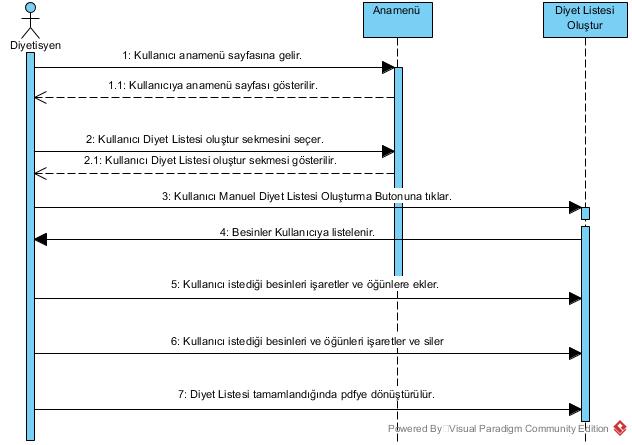 Diyetisyen
Anamenü
Diyet Listesi
Oluştur
1: Kullanıcı anamenü sayfasına gelir.
1.1: Kullanıcıya anamenü sayfası gösterilir.
2: Kullanıcı Diyet Listesi oluştur sekmesini seçer.
2.1: Kullanıcı Diyet Listesi oluştur sekmesi gösterilir.
3: Kullanıcı Manuel Diyet Listesi Oluşturma Butonuna tıklar.
4: Besinler Kullanıcıya listelenir.
5: Kullanıcı istediği besinleri işaretler ve öğünlere ekler.
6: Kullanıcı istediği besinleri ve öğünleri işaretler ve siler
7: Diyet Listesi tamamlandığında pdfye dönüştürülür.
Powered By Visual Paradigm Community Edition